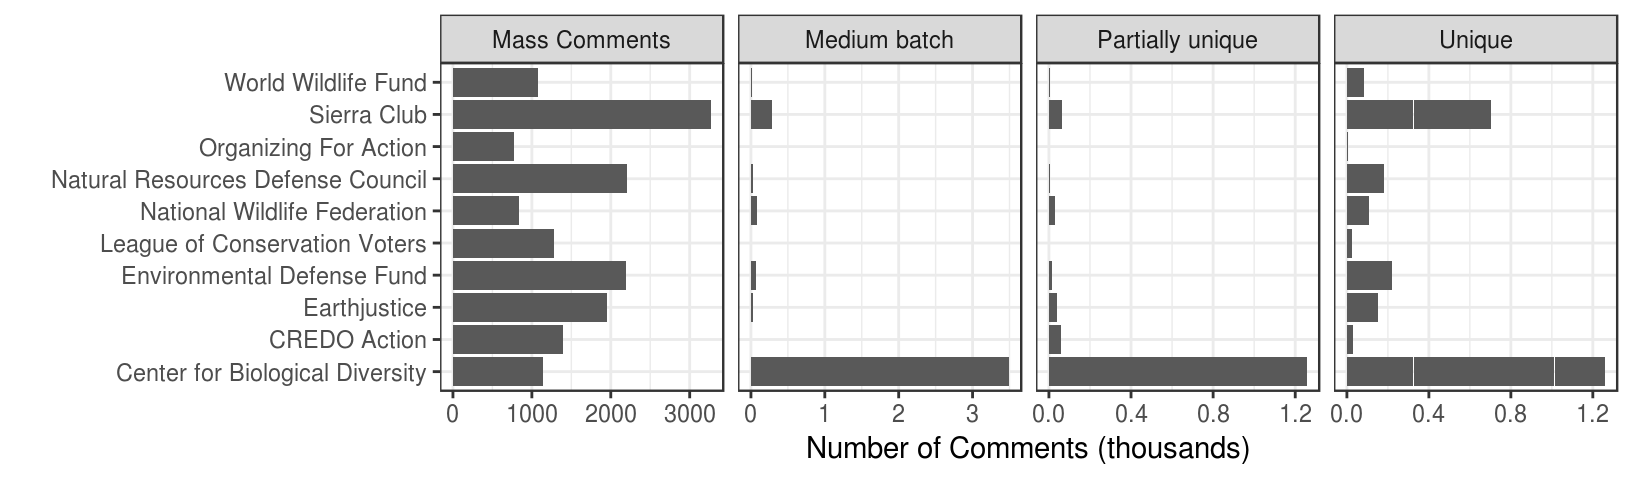 Mass Comments Medium batch Partially unique Unique
World Wildlife Fund
Sierra Club
Organizing For Action
Natural Resources Defense Council
National Wildlife Federation
League of Conservation Voters
Environmental Defense Fund
Earthjustice
CREDO Action
Center for Biological Diversity
0 1000 2000 3000 0 1 2 3 0.0 0.4 0.8 1.2 0.0 0.4 0.8 1.2
Number of Comments (thousands)